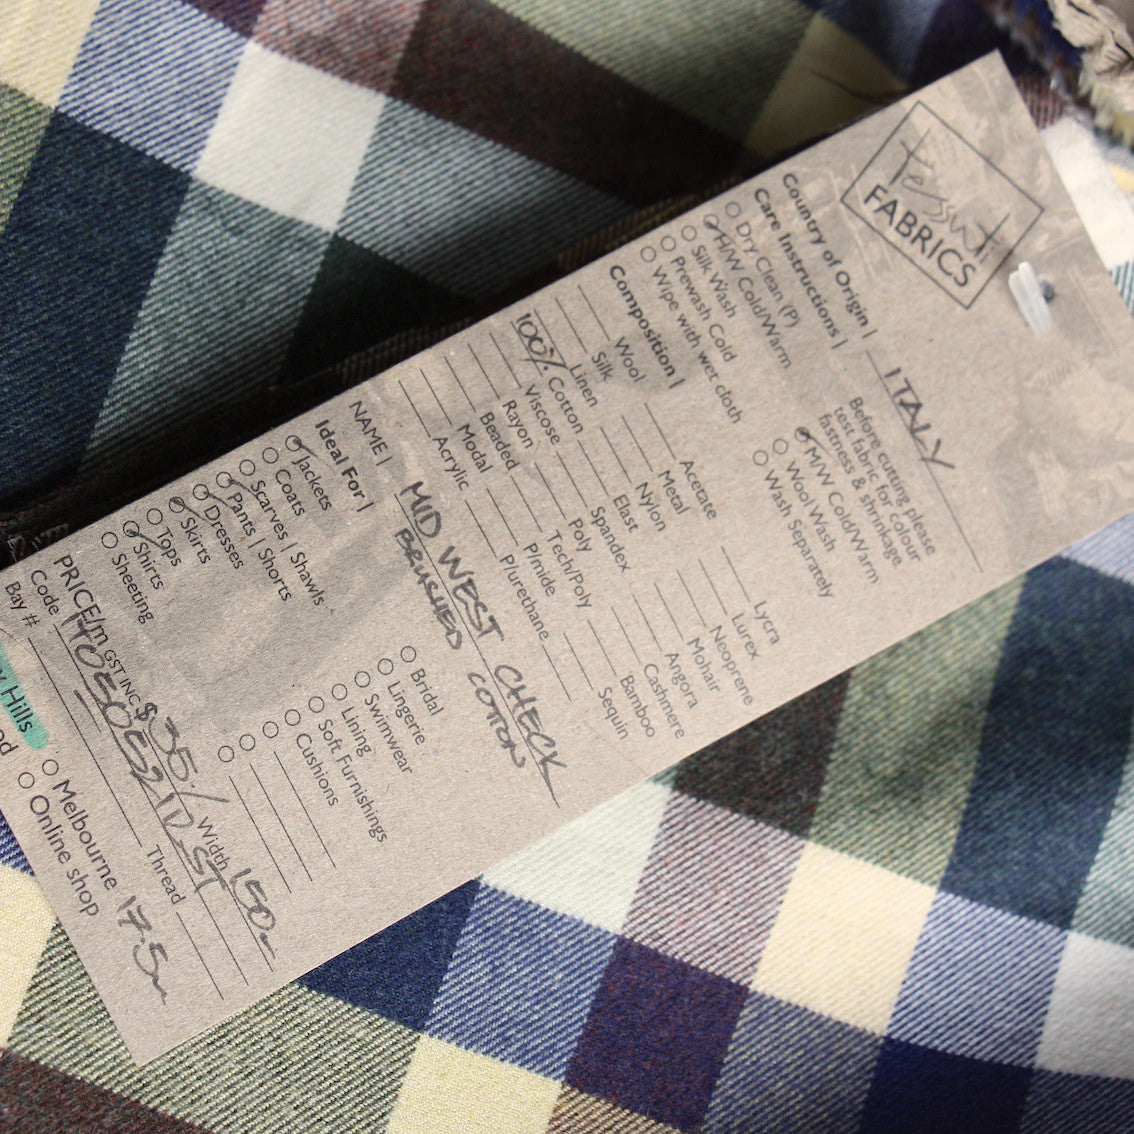 tessuti
FABRICS
Country of Origin | ITALY
Care Instructions |
Before cutting please
test fabric for colour
fastness & shrinkage
Dry Clean (P)
H/W Cold/Warm
Silk Wash
Prewash Cold
Wipe with wet cloth
M/W Cold/Warm
Wool Wash
Wash Separately
Composition |
Wool
Silk
Linen
100% Cotton
Viscose
Rayon
Beaded
Modal
Acrylic
Acetate
Metal
Nylon
Elast
Spandex
Poly
Tech/Poly
P/mide
P/urethane
Lycra
Lurex
Neoprene
Mohair
Angora
Cashmere
Bamboo
Sequin
NAME | MID WEST CHECK
BRUSHED COTTON
Ideal For |
Jackets
Coats
Scarves | Shawls
Pants | Shorts
Dresses
Skirts
Tops
Shirts
Sheeting
Bridal
Lingerie
Swimwear
Lining
Soft Furnishings
Cushions
PRICE/m GST INC $35/ Width 150
Code
Bay # Thread
Hills
Melbourne 17.5m
Online shop